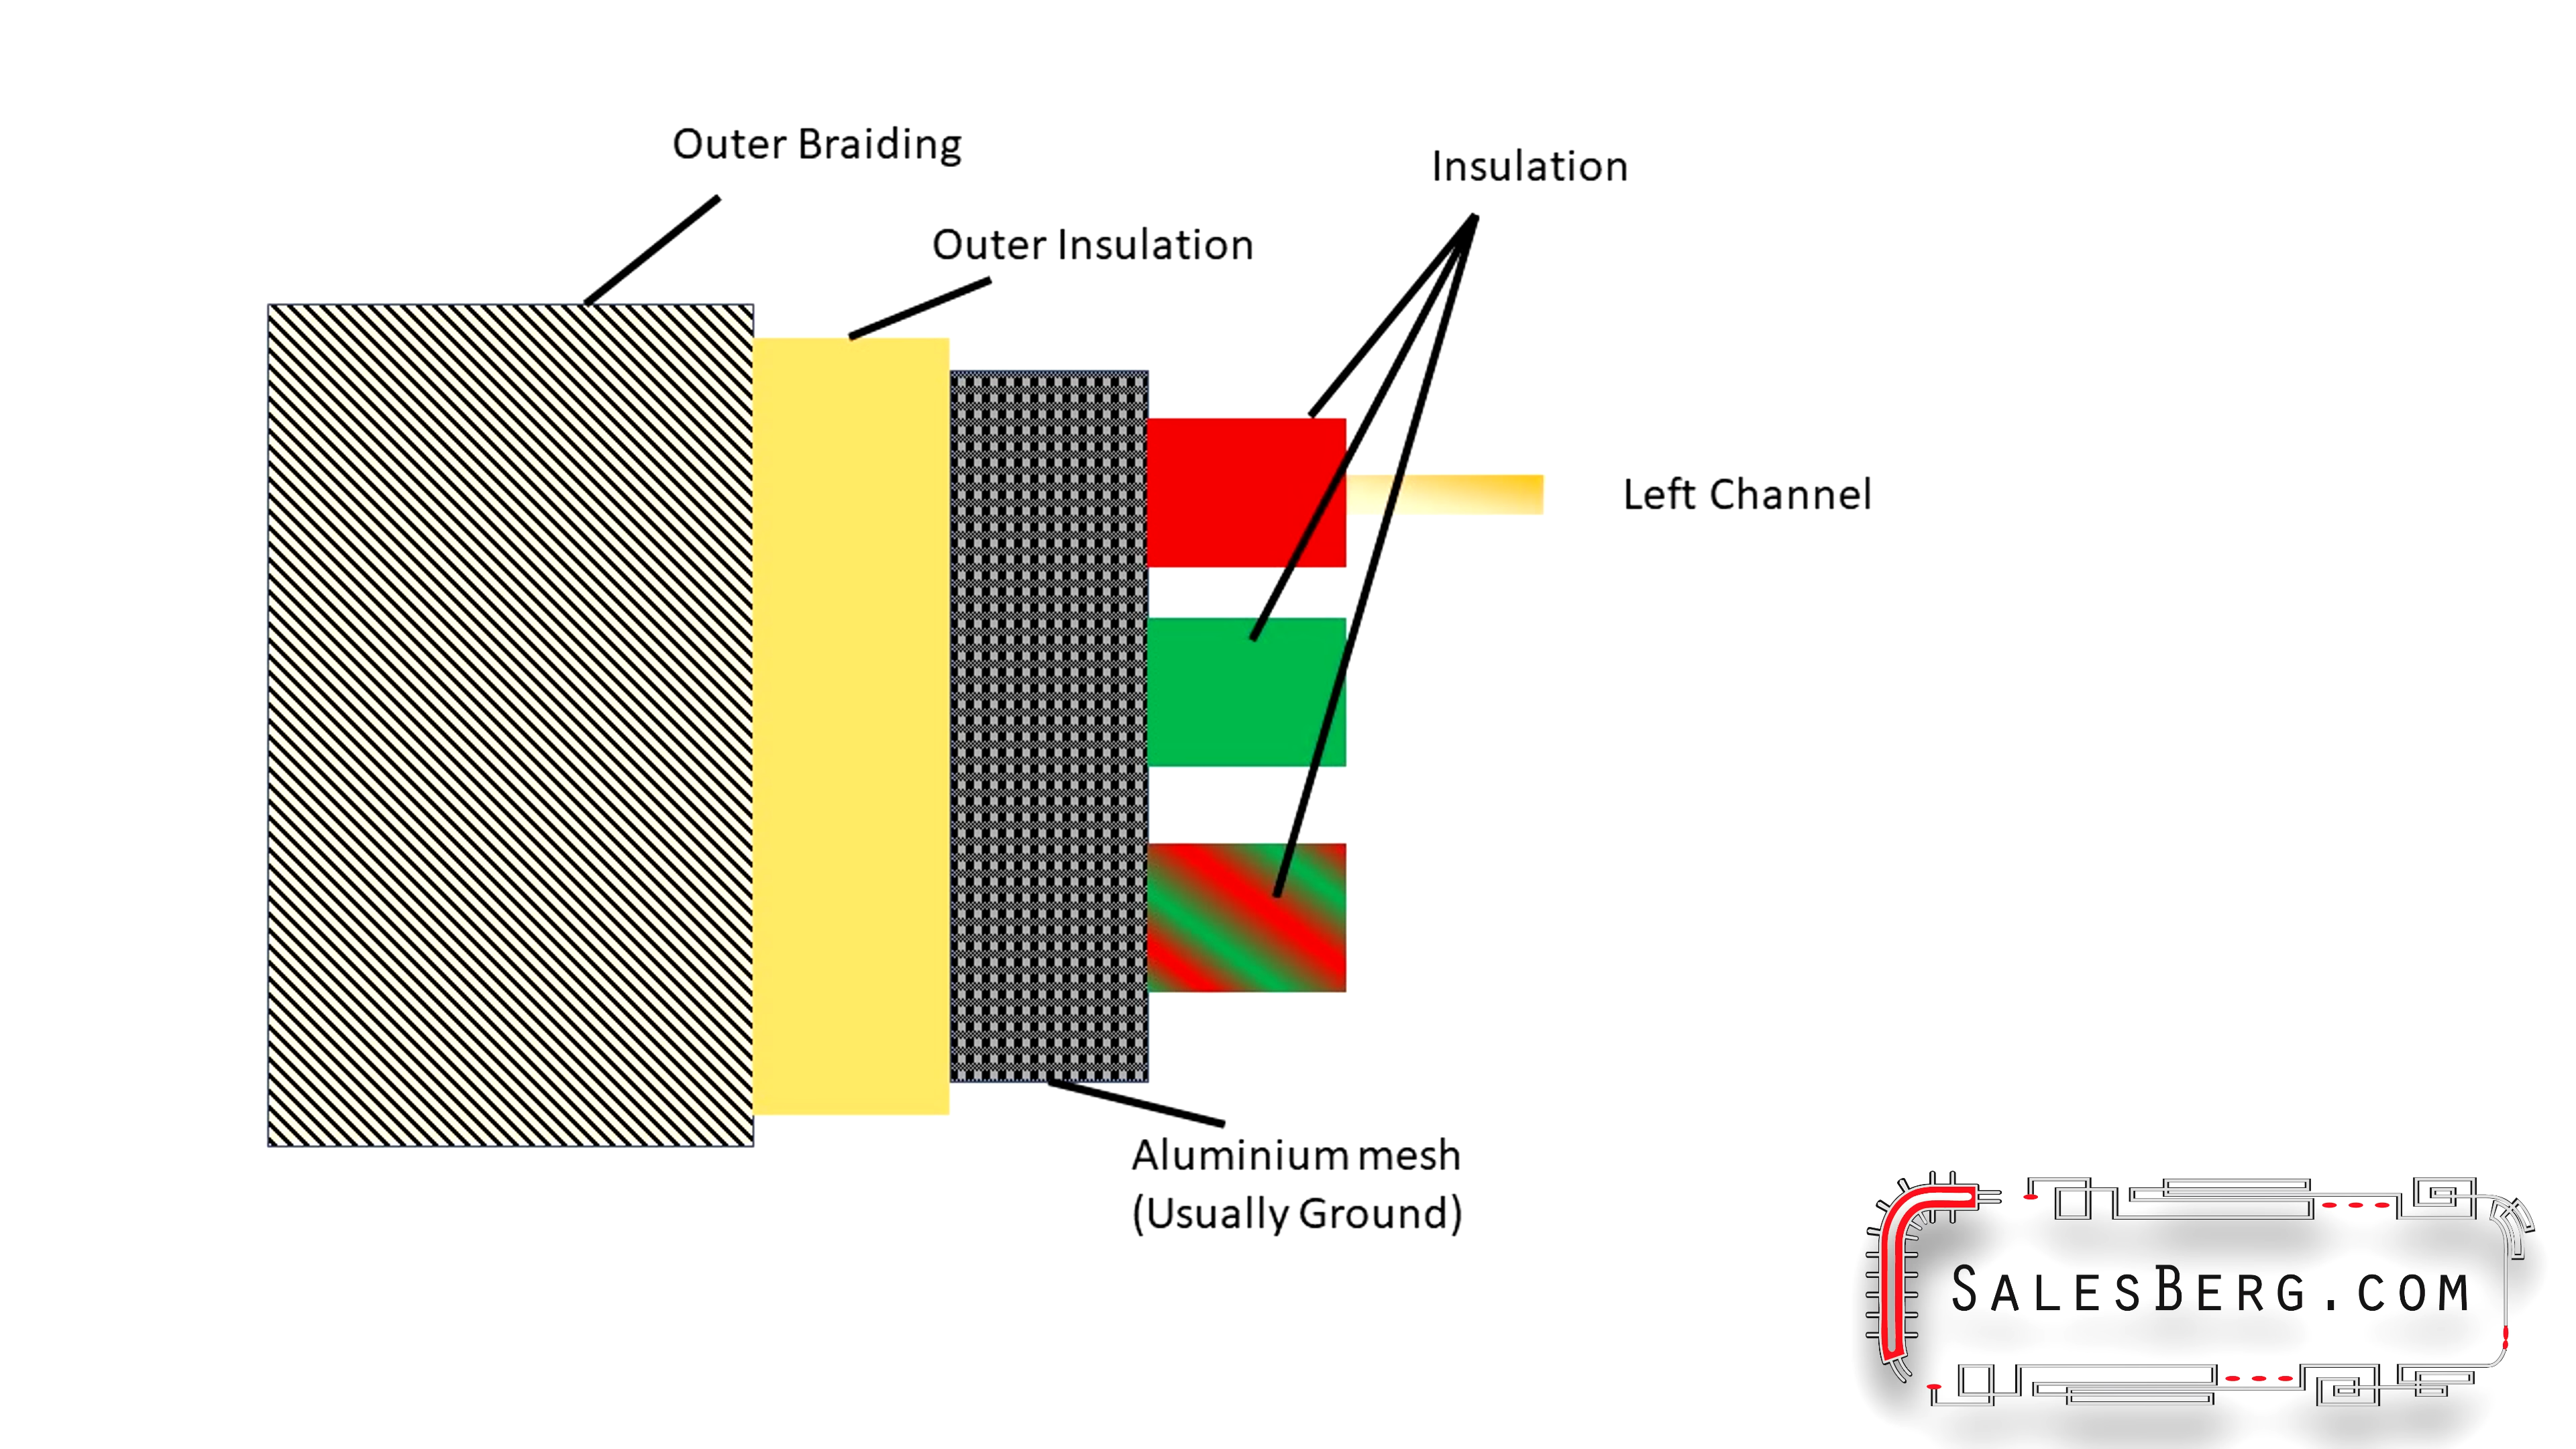 Outer Braiding
Insulation
Outer Insulation
Left Channel
Aluminium mesh
(Usually Ground)
SALESBERG.COM